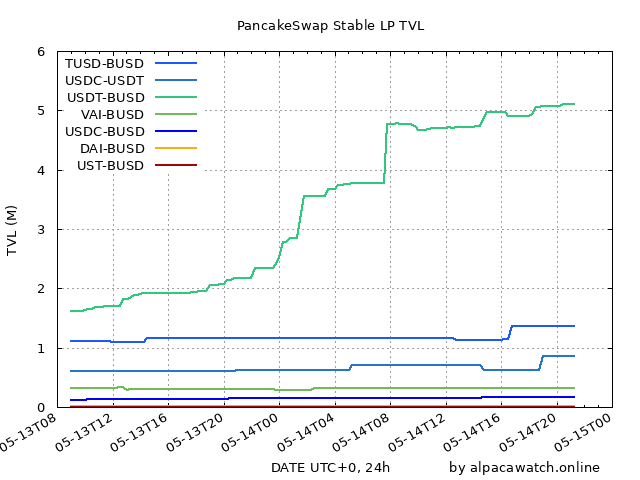 PancakeSwap Stable LP TVL
TUSD-BUSD
USDC-USDT
USDT-BUSD
VAI-BUSD
USDC-BUSD
DAI-BUSD
UST-BUSD
TVL (M)
6
5
4
3
2
1
0
05-13T08
05-13T12
05-13T16
05-13T20
05-14T00
05-14T04
05-14T08
05-14T12
05-14T16
05-14T20
05-15T00
DATE UTC+0, 24h
by alpacawatch.online